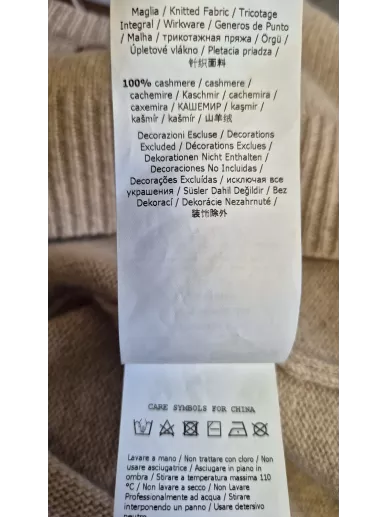 Maglia / Knitted Fabric / Tricotage
Integral / Wirkware / Generos de Punto
/ Malha / трикотажная пряжа / Örgü /
Úpletové vlákno / Pletacia priadza /
针织面料
100% cashmere / cashmere /
cachemire / Kaschmir / cachemira /
caxemira / КАШЕМИР / kaşmir /
kašmír / kašmír / 山羊绒
Decorazioni Escluse / Decorations
Excluded / Décorations Exclues /
Dekorationen Nicht Enthalten /
Decoraciones No Incluidas /
Decorações Excluídas / исключая все
украшения / Süsler Dahil Değildir / Bez
Dekorací / Dekorácie Nezahrnuté /
装饰除外
CARE SYMBOLS FOR CHINA
Lavare a mano / Non trattare con cloro / Non
usare asciugatrice / Asciugare in piano in
ombra / Stirare a temperatura massima 110
°C / Non lavare a secco / Non Lavare
Professionalmente ad acqua / Stirare
interponendo un panno / Usare detersivo
neutro